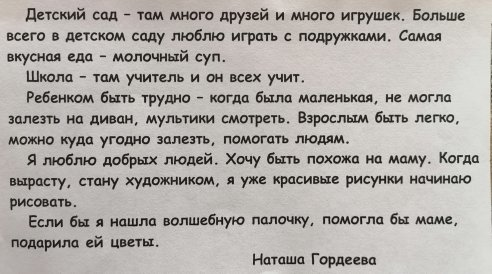 Детский сад – там много друзей и много игрушек. Больше
всего в детском саду люблю играть с подружками. Самая
вкусная еда – молочный суп.
Школа – там учитель и он всех учит.
Ребенком быть трудно – когда была маленькая, не могла
залезть на диван, мультики смотреть. Взрослым быть легко,
можно куда угодно залезть, помогать людям.
Я люблю добрых людей. Хочу быть похожа на маму. Когда
вырасту, стану художником, я уже красивые рисунки начинаю
рисовать.
Если бы я нашла волшебную палочку, помогла бы маме,
подарила ей цветы.
Наташа Гордеева